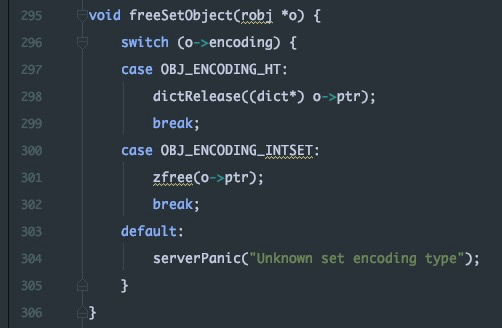 295 void freeSetObject(robj *o) {
296 switch (o->encoding) {
297 case OBJ_ENCODING_HT:
298 dictRelease((dict*) o->ptr);
299 break;
300 case OBJ_ENCODING_INTSET:
301 zfree(o->ptr);
302 break;
303 default:
304 serverPanic("Unknown set encoding type");
305 }
306 }